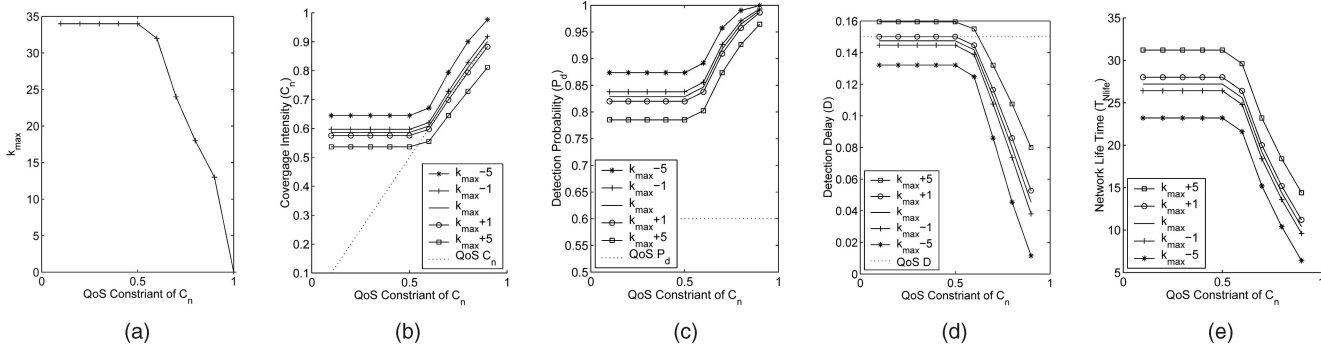 35
30
25
20
15
10
5
0
k_max
0
0.5
1
QoS Constriant of C_n
(a)
1
0.9
0.8
0.7
0.6
0.5
0.4
0.3
0.2
0.1
Covergage Intensity (C_n)
k_max−5
k_max−1
k_max
k_max+1
k_max+5
QoS C_n
0
0.5
1
QoS Constriant of C_n
(b)
1
0.95
0.9
0.85
0.8
0.75
0.7
0.65
0.6
0.55
0.5
Detection Probability (P_d)
k_max−5
k_max−1
k_max
k_max+1
k_max+5
QoS P_d
0
0.5
1
QoS Constriant of C_n
(c)
0.16
0.14
0.12
0.1
0.08
0.06
0.04
0.02
0
Detection Delay (D)
k_max+5
k_max+1
k_max
k_max−1
k_max−5
QoS D
0
0.5
1
QoS Constriant of C_n
(d)
35
30
25
20
15
10
5
Network Life Time (T_Nlife)
k_max+5
k_max+1
k_max
k_max−1
k_max−5
0
0.5
1
QoS Constriant of C_n
(e)